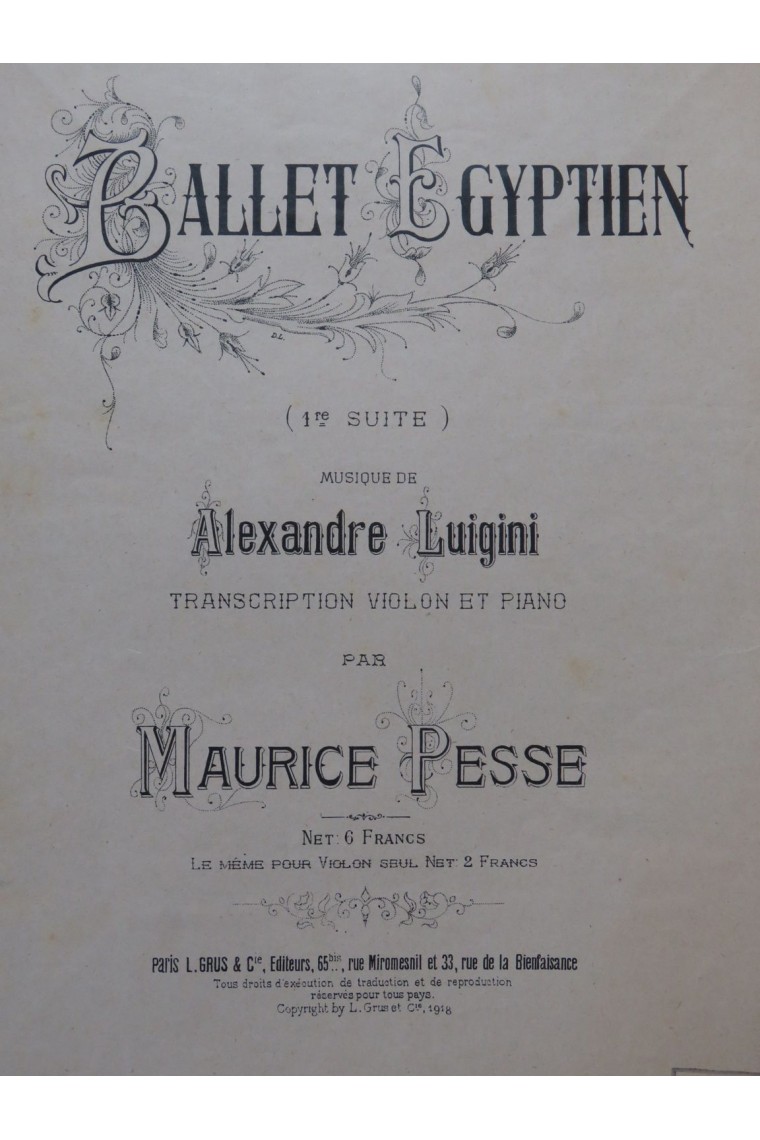 BALLET EGYPTIEN
D.L.
(1re SUITE)
MUSIQUE DE
Alexandre Luigini
TRANSCRIPTION VIOLON ET PIANO
PAR
MAURICE PESSE
NET: 6 FRANCS
LE MÊME POUR VIOLON SEUL NET: 2 FRANCS
PARIS L. GRUS & Cie, Editeurs, 65bis, rue Miromesnil et 33, rue de la Bienfaisance
Tous droits d'exécution de traduction et de reproduction
réservés pour tous pays.
Copyright by L. Grus et Cie, 1918